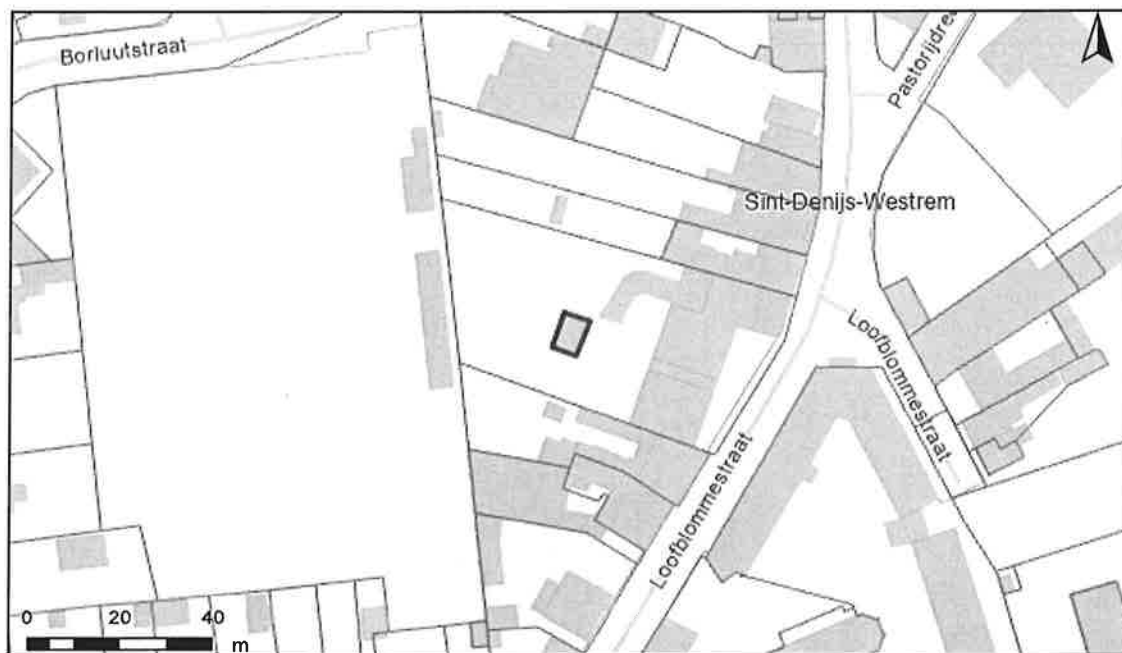 Borluutstraat
Pastorijdre
Sint-Denijs-Westrem
Loofblommestraat
Loofblommestraat
0 20 40
m